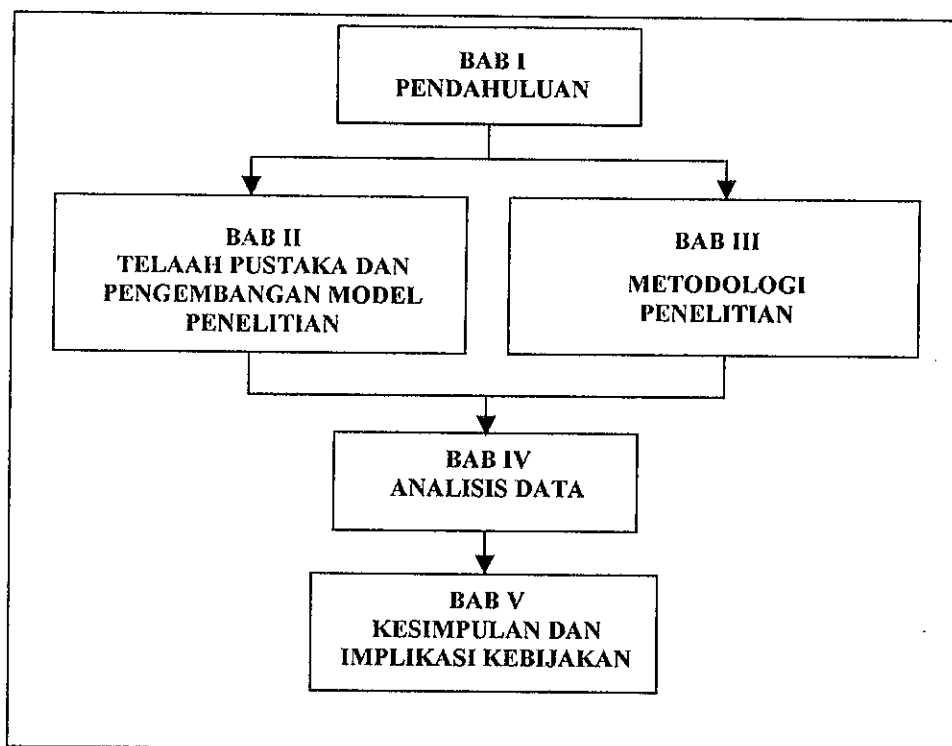 BAB I
PENDAHULUAN
BAB II
TELAAH PUSTAKA DAN
PENGEMBANGAN MODEL
PENELITIAN
BAB III
METODOLOGI
PENELITIAN
BAB IV
ANALISIS DATA
BAB V
KESIMPULAN DAN
IMPLIKASI KEBIJAKAN